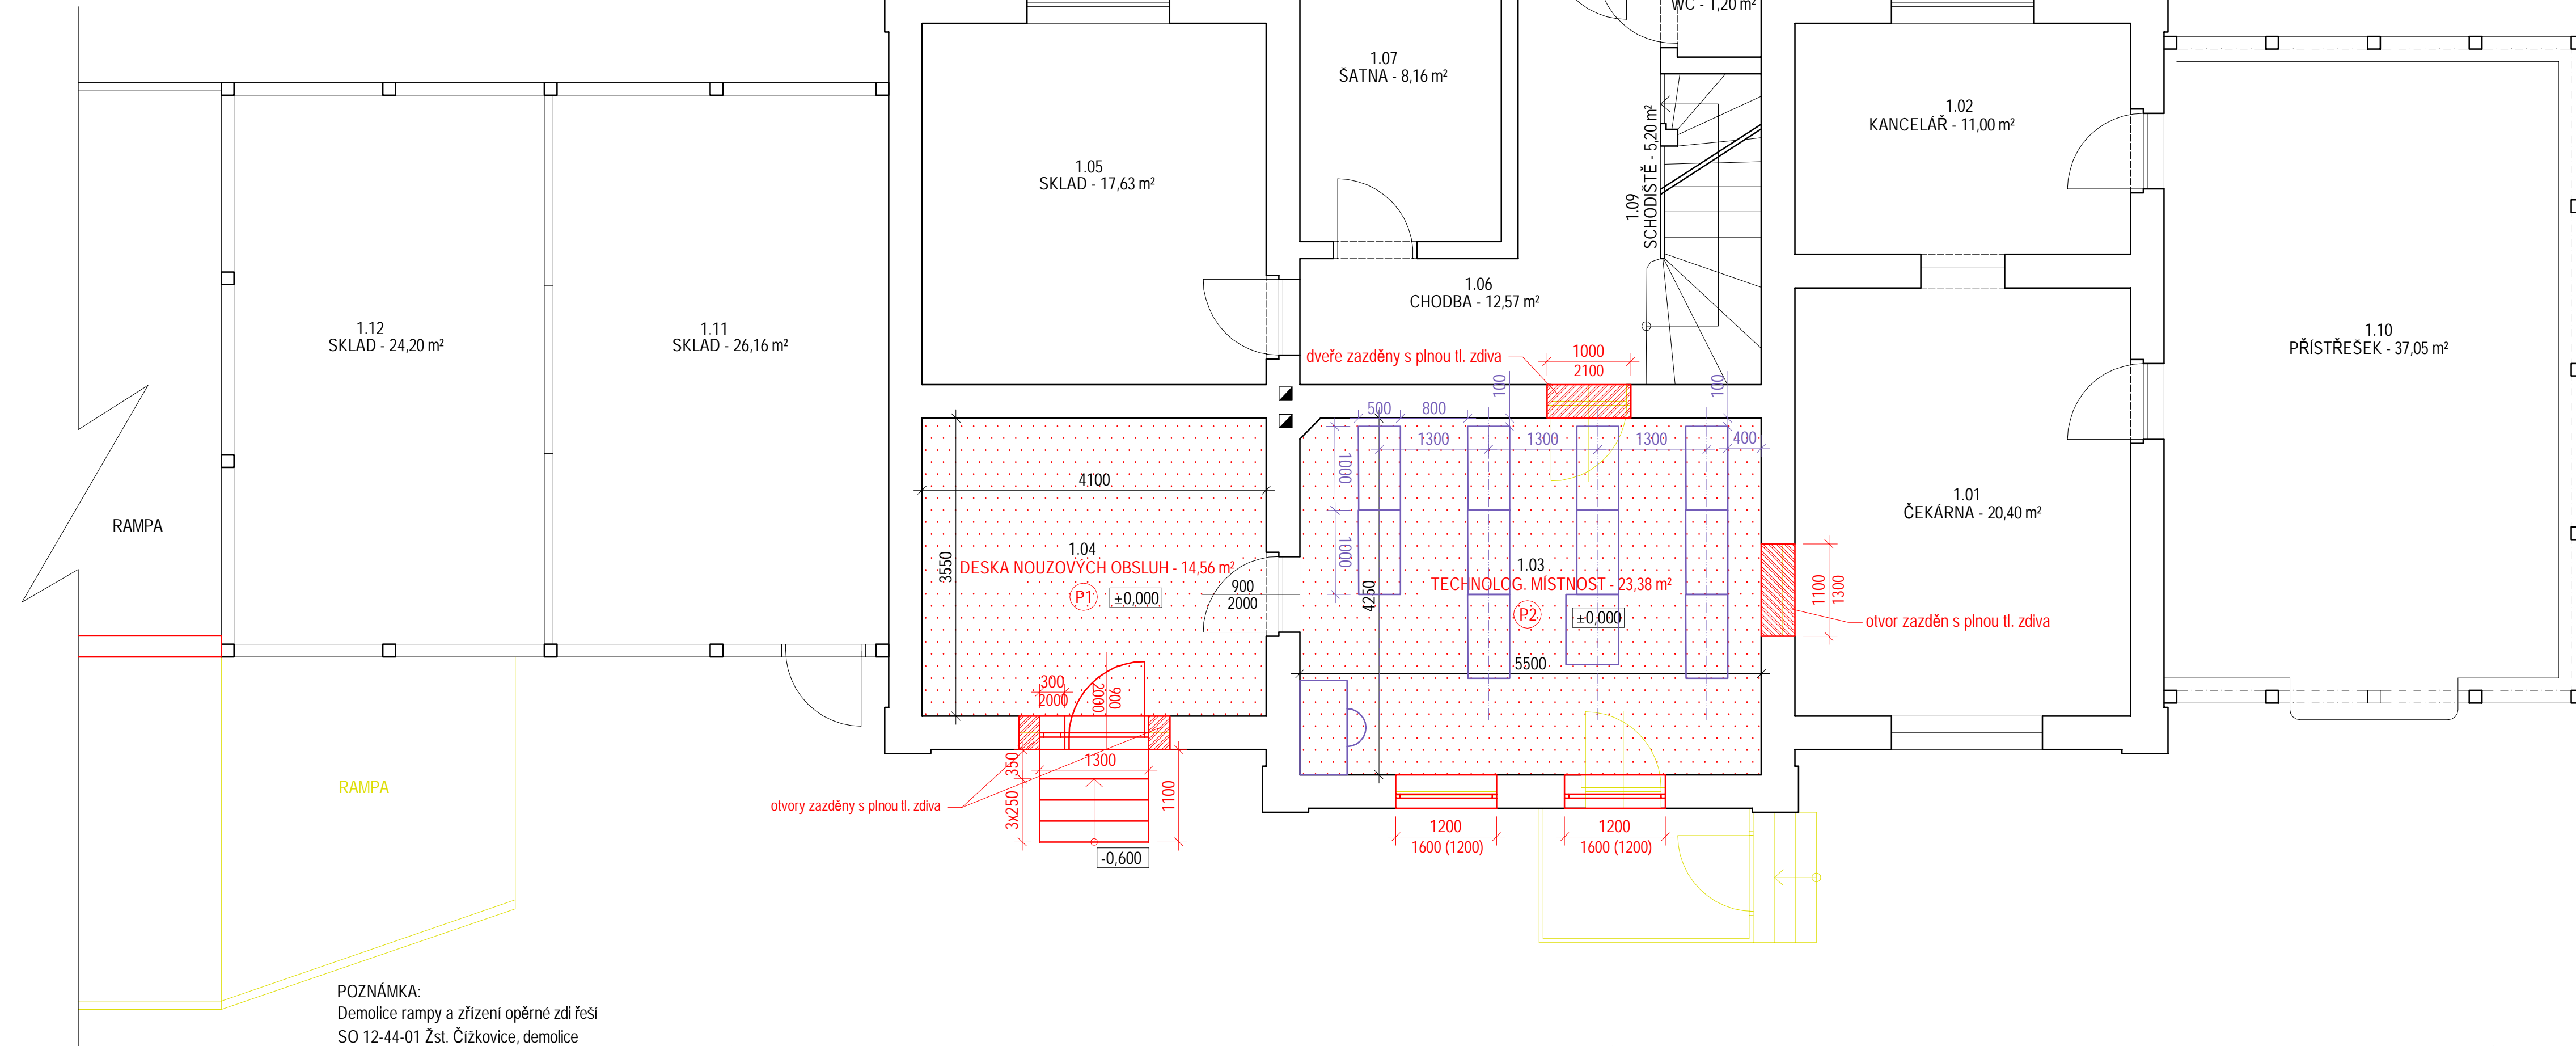 WC - 1,20 m²
1.07
ŠATNA - 8,16 m²
1.02
KANCELÁŘ - 11,00 m²
1.05
SKLAD - 17,63 m²
1.09
SCHODIŠTĚ - 5,20 m²
1.06
CHODBA - 12,57 m²
1.12
SKLAD - 24,20 m²
1.11
SKLAD - 26,16 m²
1.10
PŘÍSTŘEŠEK - 37,05 m²
dveře zazděny s plnou tl. zdiva
1000
2100
100
100
500
800
1300
1300
1300
400
1000
1000
4100
3550
RAMPA
1.04
DESKA NOUZOVÝCH OBSLUH - 14,56 m²
P1
±0,000
900
2000
4250
1.03
TECHNOLOG. MÍSTNOST - 23,38 m²
P2
±0,000
5500
1.01
ČEKÁRNA - 20,40 m²
1100
1300
otvor zazděn s plnou tl. zdiva
300
2000
900
2000
350
1300
3x250
1100
otvory zazděny s plnou tl. zdiva
-0,600
1200
1600 (1200)
1200
1600 (1200)
RAMPA
POZNÁMKA:
Demolice rampy a zřízení opěrné zdi řeší
SO 12-44-01 Žst. Čížkovice, demolice